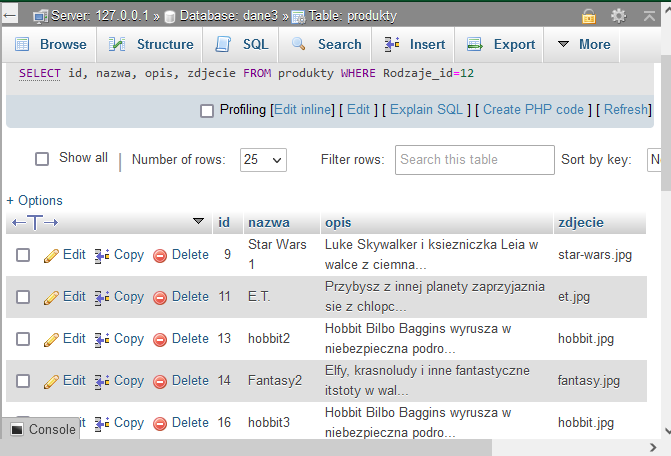 Server: 127.0.0.1 » Database: dane3 » Table: produkty
Browse Structure SQL Search Insert Export More
SELECT id, nazwa, opis, zdjecie FROM produkty WHERE Rodzaje_id=12
Profiling [Edit inline] [ Edit ] [ Explain SQL ] [ Create PHP code ] [ Refresh]
Show all Number of rows: 25 Filter rows: Search this table Sort by key:
+ Options
id nazwa opis zdjecie
Edit Copy Delete 9 Star Wars 1 Luke Skywalker i ksiezniczka Leia w walce z ciemna... star-wars.jpg
Edit Copy Delete 11 E.T. Przybysz z innej planety zaprzyjaznia sie z chlopc... et.jpg
Edit Copy Delete 13 hobbit2 Hobbit Bilbo Baggins wyrusza w niebezpieczna podro... hobbit.jpg
Edit Copy Delete 14 Fantasy2 Elfy, krasnoludy i inne fantastyczne itstoty w wal... fantasy.jpg
Edit Copy Delete 16 hobbit3 Hobbit Bilbo Baggins wyrusza w niebezpieczna podro... hobbit.jpg
Console